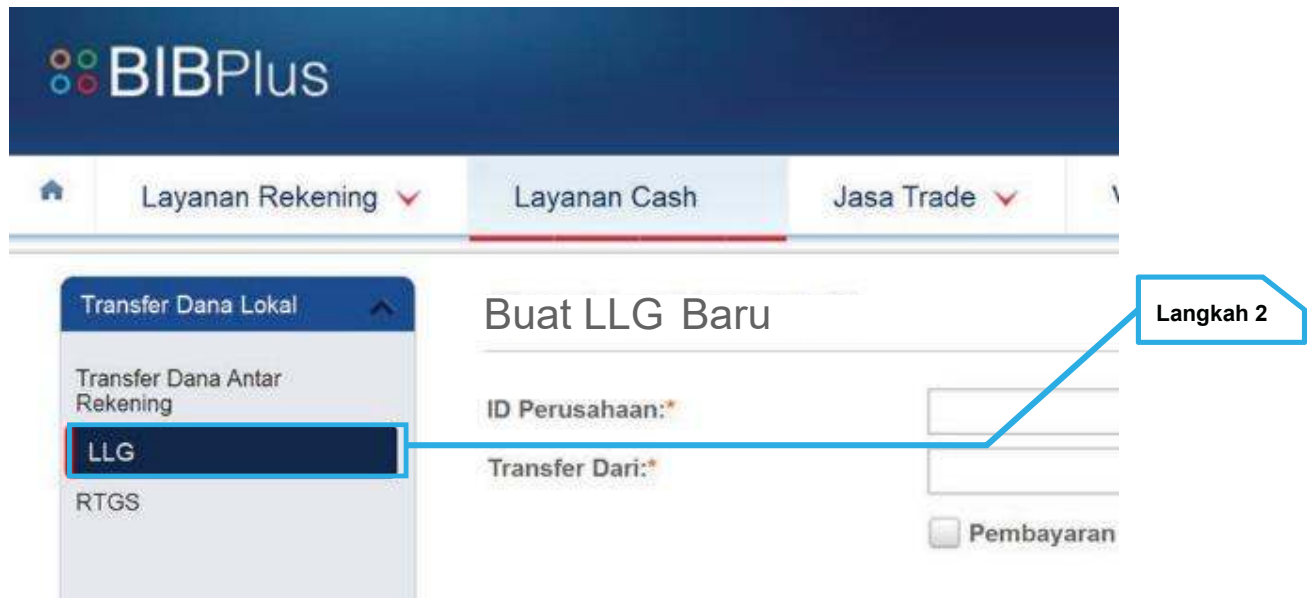 BIBPlus
Layanan Rekening
Layanan Cash
Jasa Trade
Transfer Dana Lokal
Buat LLG Baru
Langkah 2
Transfer Dana Antar
Rekening
ID Perusahaan:*
LLG
Transfer Dari:*
RTGS
Pembayaran